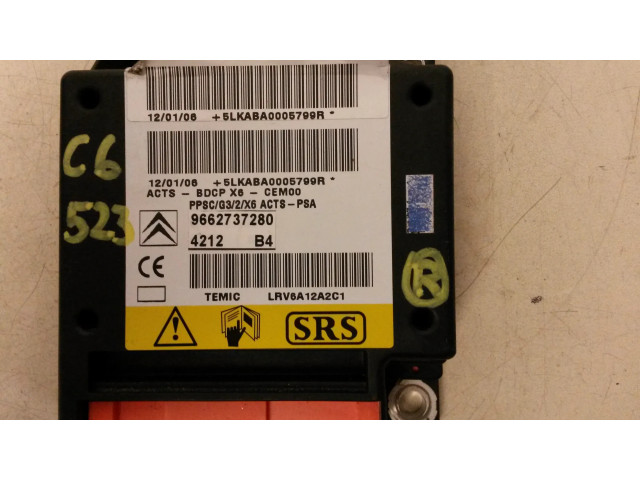 12/01/06 +5LKABA0005799R *
12/01/06 +5LKABA0005799R *
ACTS - BDCP X6 - CEM00
PPSC/G3/2/X6 ACTS-PSA
9662737280
4212 B4
CE
TEMIC LRV6A12A2C1
SRS
C6
523
R